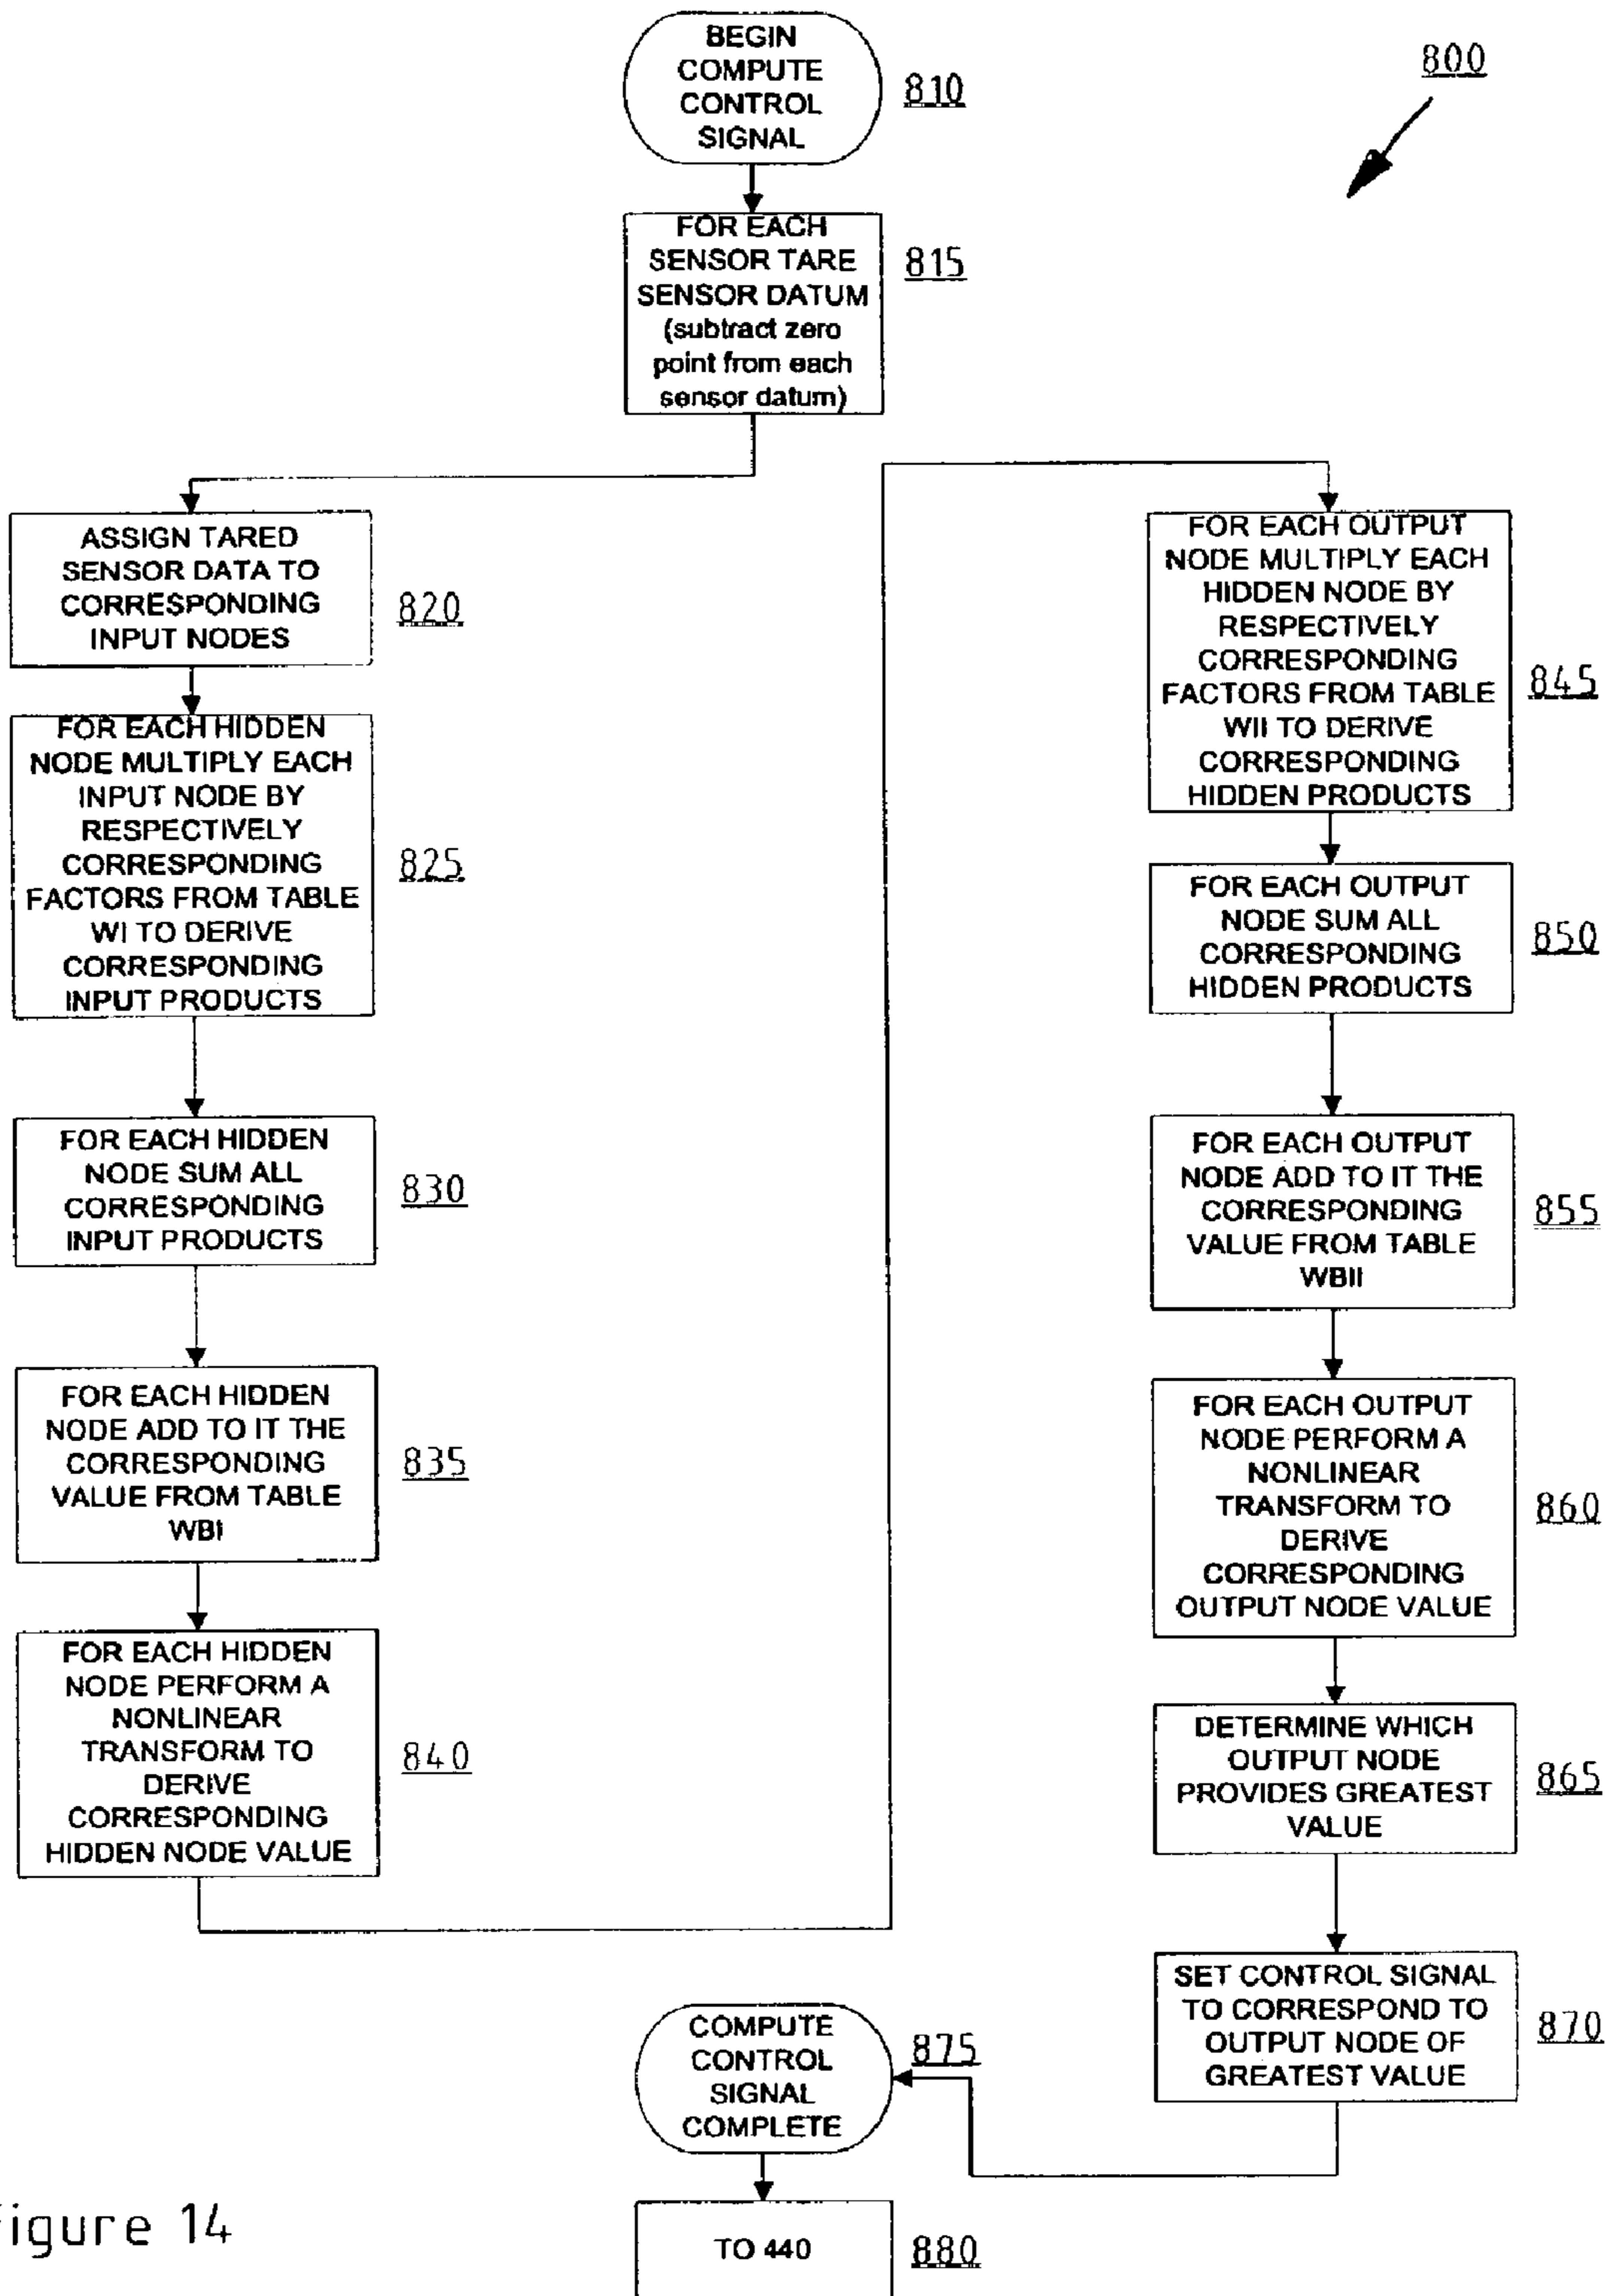 BEGIN
COMPUTE
CONTROL
SIGNAL
810
800
FOR EACH
SENSOR TARE
SENSOR DATUM
(subtract zero
point from each
sensor datum)
815
ASSIGN TARED
SENSOR DATA TO
CORRESPONDING
INPUT NODES
820
FOR EACH HIDDEN
NODE MULTIPLY EACH
INPUT NODE BY
RESPECTIVELY
CORRESPONDING
FACTORS FROM TABLE
WI TO DERIVE
CORRESPONDING
INPUT PRODUCTS
825
FOR EACH HIDDEN
NODE SUM ALL
CORRESPONDING
INPUT PRODUCTS
830
FOR EACH HIDDEN
NODE ADD TO IT THE
CORRESPONDING
VALUE FROM TABLE
WBI
835
FOR EACH HIDDEN
NODE PERFORM A
NONLINEAR
TRANSFORM TO
DERIVE
CORRESPONDING
HIDDEN NODE VALUE
840
FOR EACH OUTPUT
NODE MULTIPLY EACH
HIDDEN NODE BY
RESPECTIVELY
CORRESPONDING
FACTORS FROM TABLE
WII TO DERIVE
CORRESPONDING
HIDDEN PRODUCTS
845
FOR EACH OUTPUT
NODE SUM ALL
CORRESPONDING
HIDDEN PRODUCTS
850
FOR EACH OUTPUT
NODE ADD TO IT THE
CORRESPONDING
VALUE FROM TABLE
WBII
855
FOR EACH OUTPUT
NODE PERFORM A
NONLINEAR
TRANSFORM TO
DERIVE
CORRESPONDING
OUTPUT NODE VALUE
860
DETERMINE WHICH
OUTPUT NODE
PROVIDES GREATEST
VALUE
865
SET CONTROL SIGNAL
TO CORRESPOND TO
OUTPUT NODE OF
GREATEST VALUE
870
COMPUTE
CONTROL
SIGNAL
COMPLETE
875
TO 440
880
igure 14